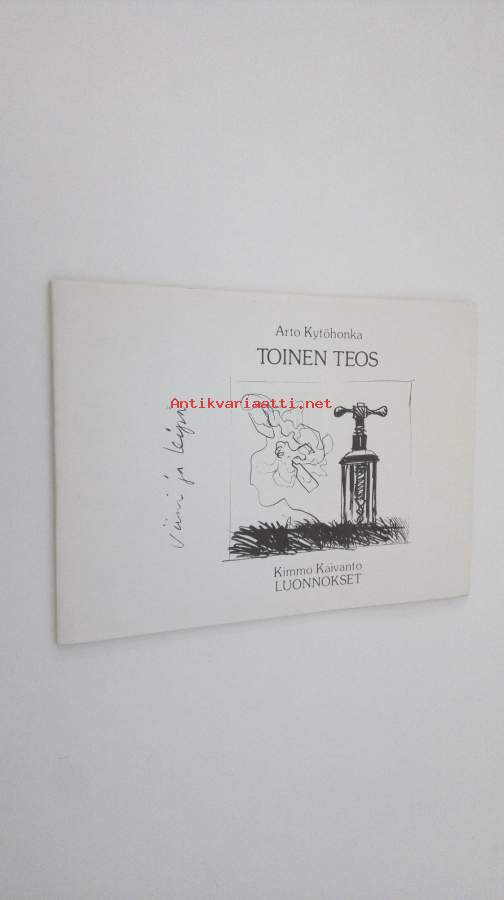 Arto Kytöhonka
TOINEN TEOS
Antikvariaatti.net
Viini ja
Kimmo Kaivanto
LUONNOKSET